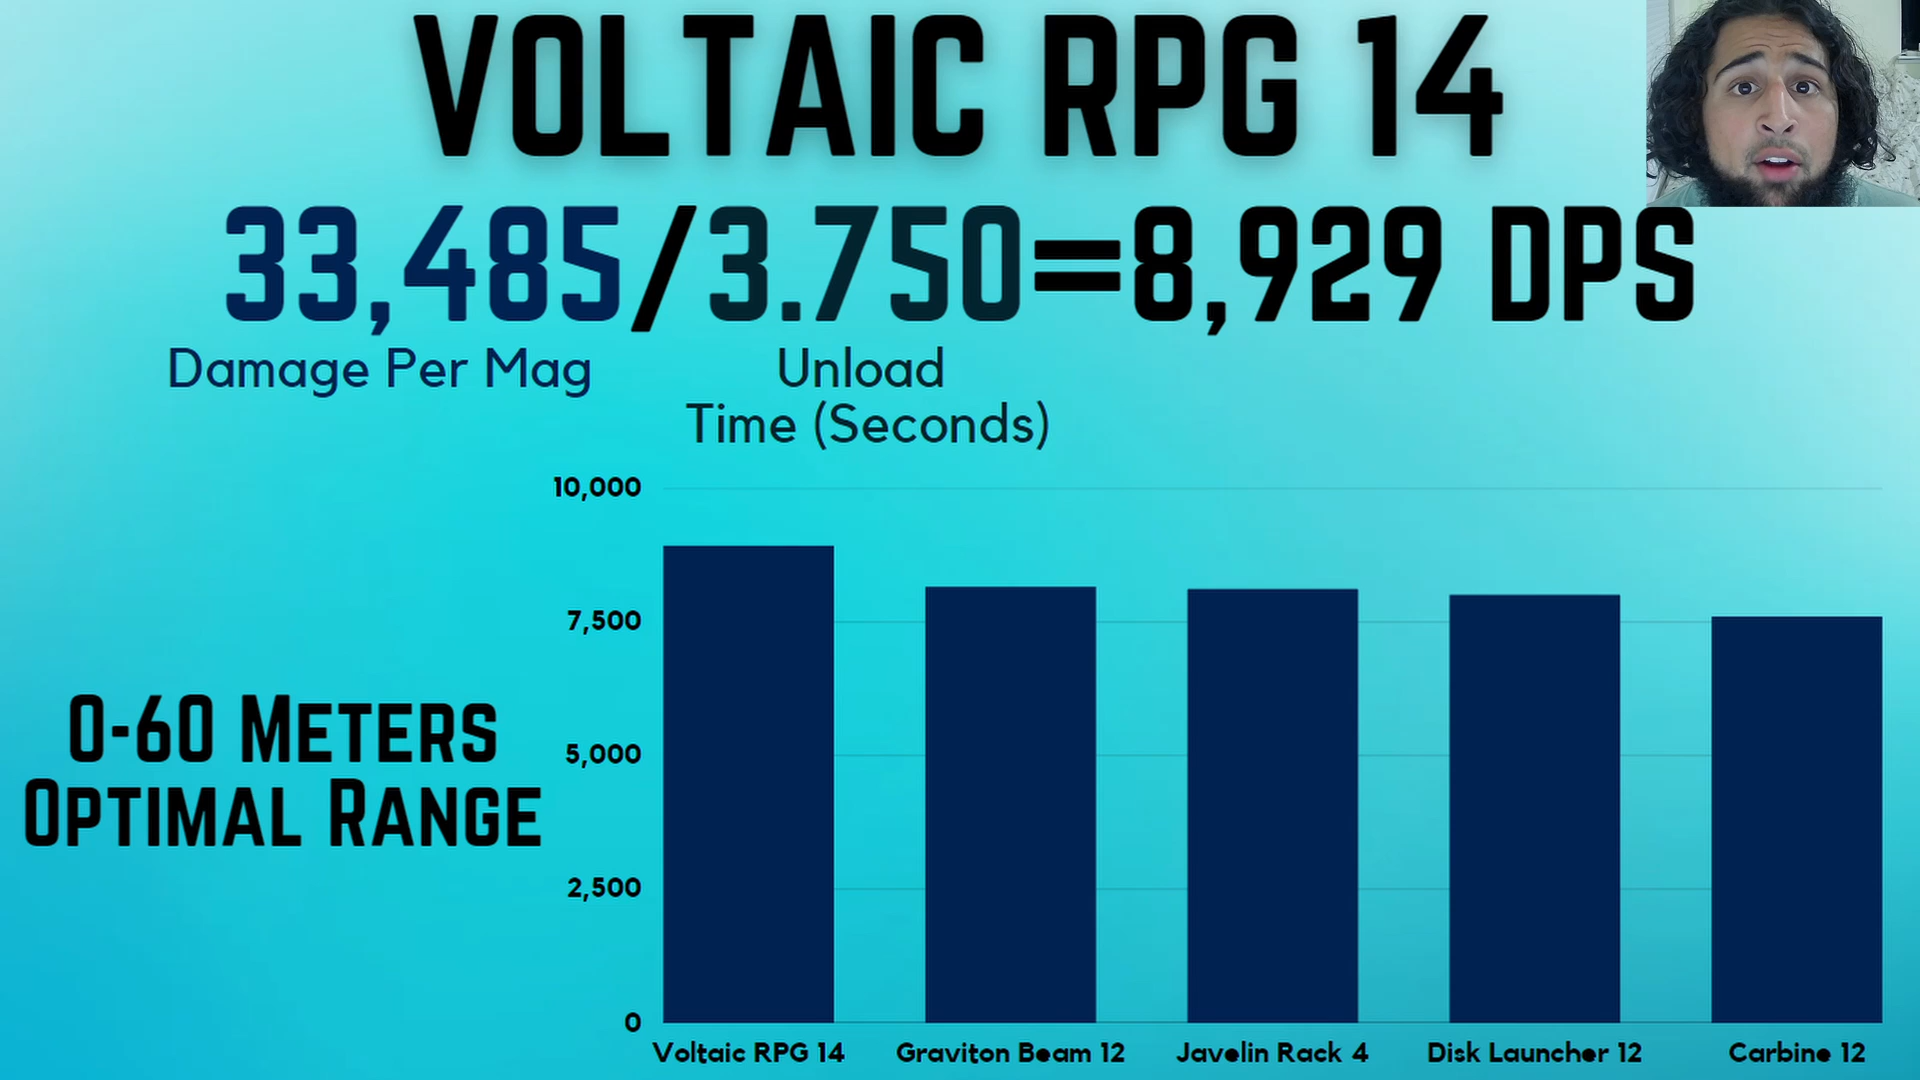 VOLTAIC RPG 14
33,485/3.750=8,929 DPS
Damage Per Mag
Unload
Time (Seconds)
10,000
7,500
5,000
2,500
0
0-60 METERS
OPTIMAL RANGE
Voltaic RPG 14 Graviton Beam 12 Javelin Rack 4 Disk Launcher 12 Carbine 12